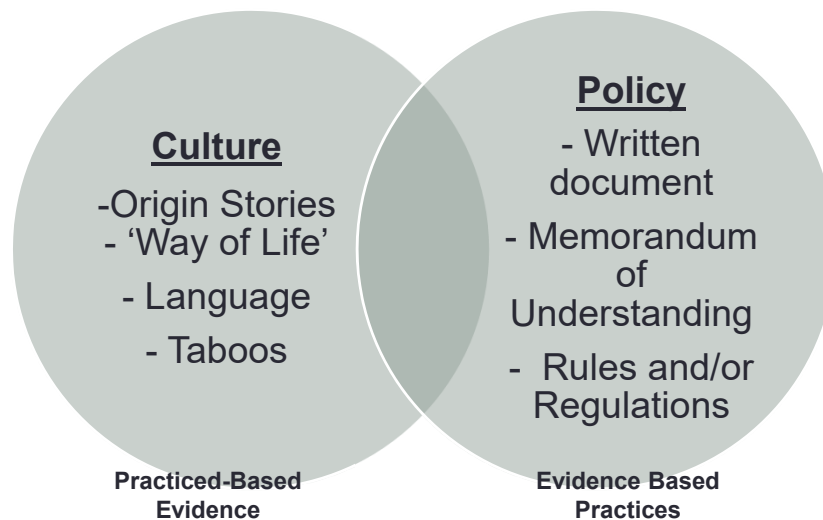 Culture
-Origin Stories
- ‘Way of Life’
- Language
- Taboos
Practiced-Based
Evidence
Policy
- Written
document
- Memorandum
of
Understanding
-  Rules and/or
Regulations
Evidence Based
Practices